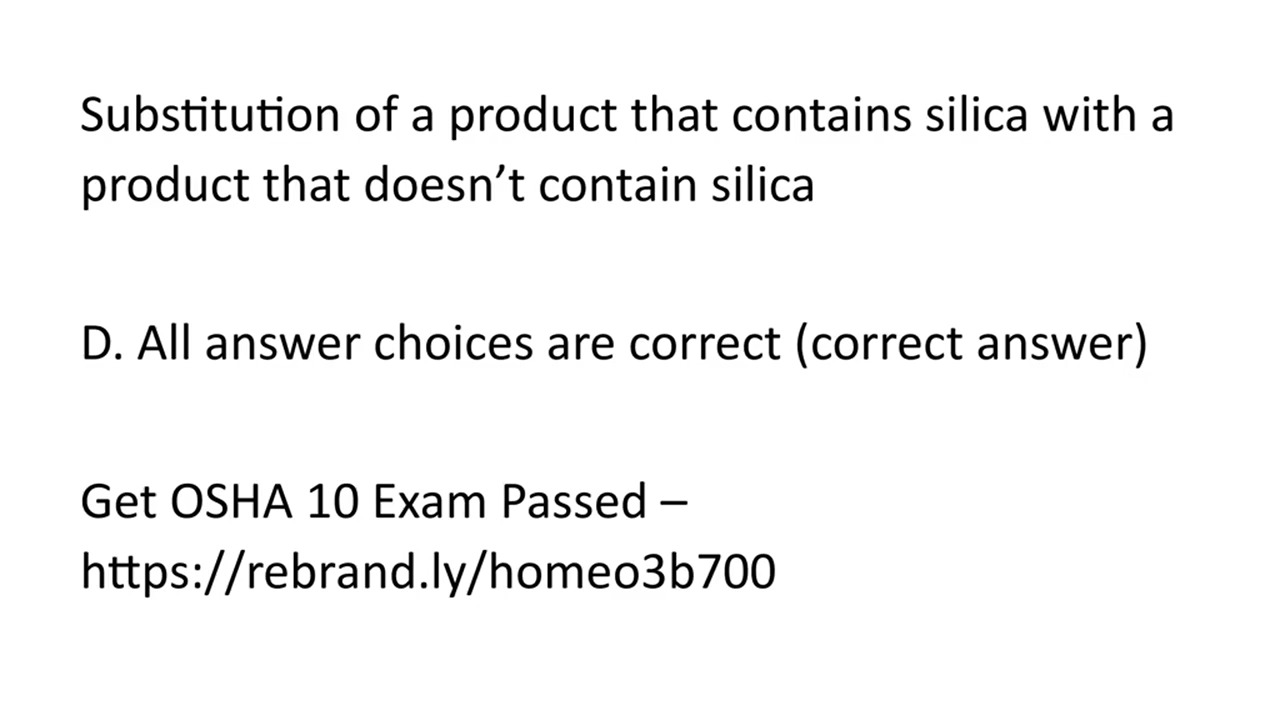 Substitution of a product that contains silica with a
product that doesn’t contain silica
D. All answer choices are correct (correct answer)
Get OSHA 10 Exam Passed –
https://rebrand.ly/homeo3b700